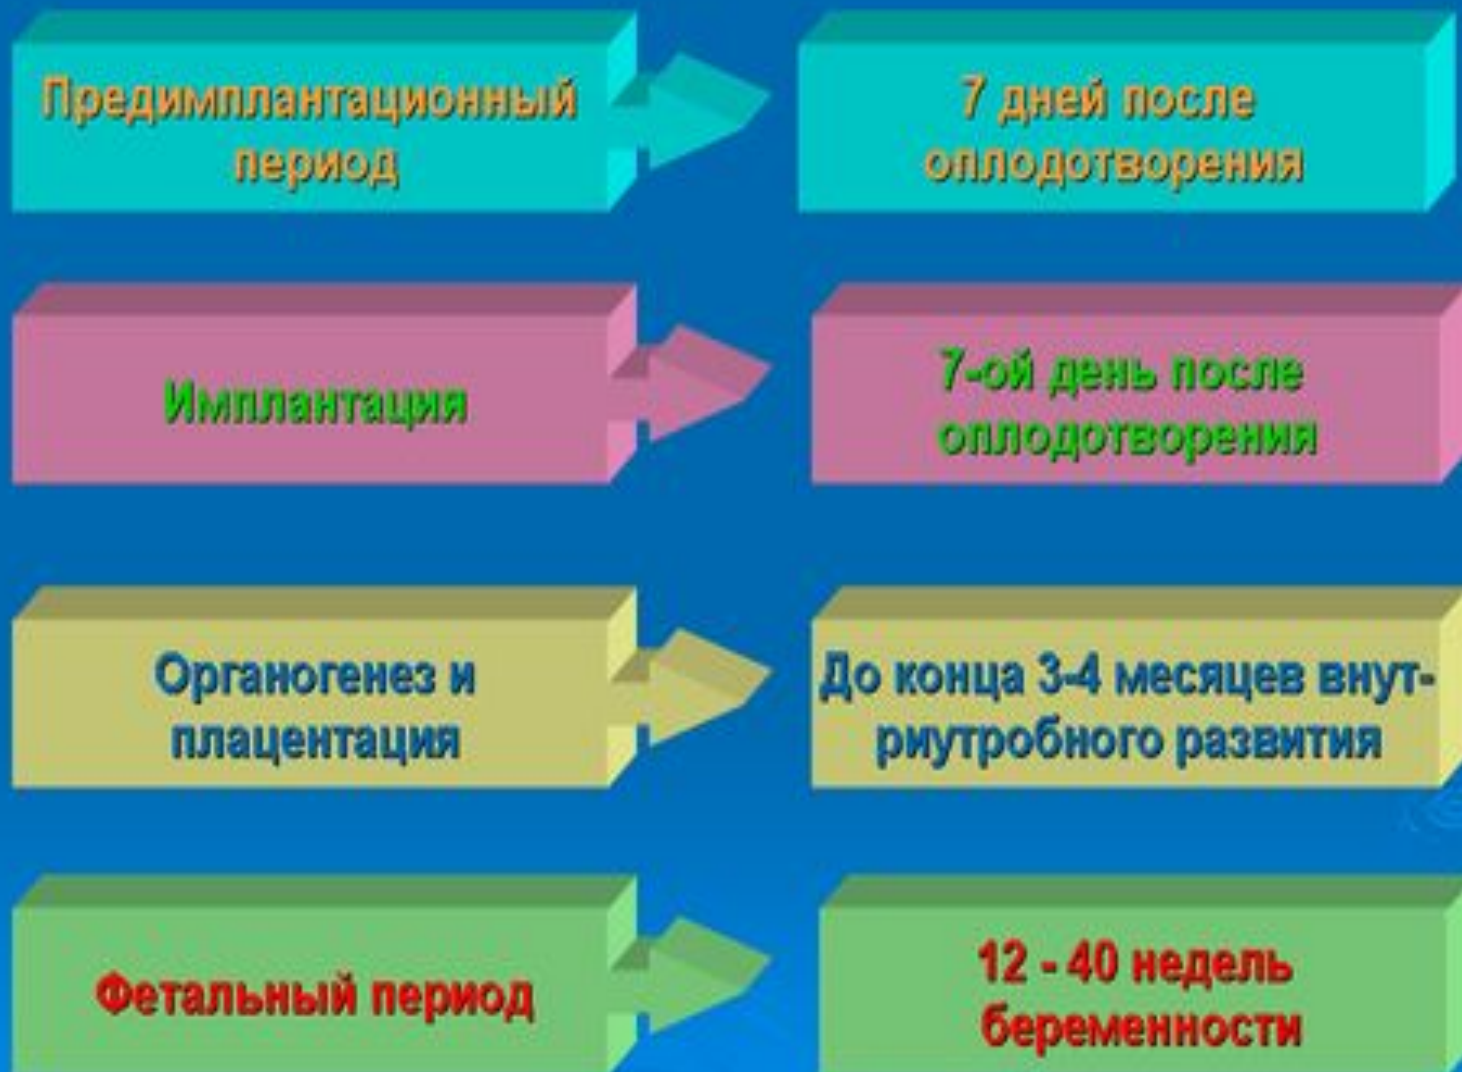 Предимплантационный
период
7 дней после
оплодотворения
Имплантация
7-ой день после
оплодотворения
Органогенез и
плацентация
До конца 3-4 месяцев внут-
риутробного развития
Фетальный период
12 - 40 недель
беременности